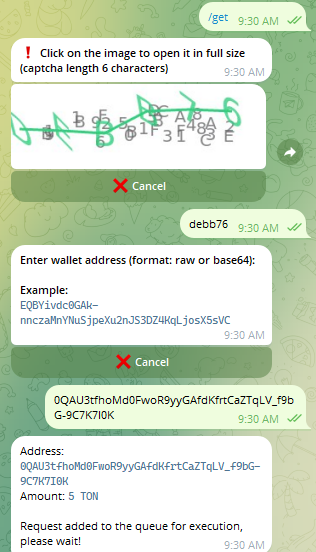 /get 9:30 AM
❗ Click on the image to open it in full size
(captcha length 6 characters) 9:30 AM
❌ Cancel
debb76 9:30 AM
Enter wallet address (format: raw or base64):
Example:
EQBYivdc0GAk-
nnczaMnYNuSjpeXu2nJS3DZ4KqLjosX5sVC
9:30 AM
❌ Cancel
0QAU3tfhoMd0FwoR9yyGAfdKfrtCaZTqLV_f9b
G-9C7K7I0K 9:30 AM
Address:
0QAU3tfhoMd0FwoR9yyGAfdKfrtCaZTqLV_f9bG-
9C7K7I0K
Amount: 5 TON
Request added to the queue for execution,
please wait! 9:30 AM